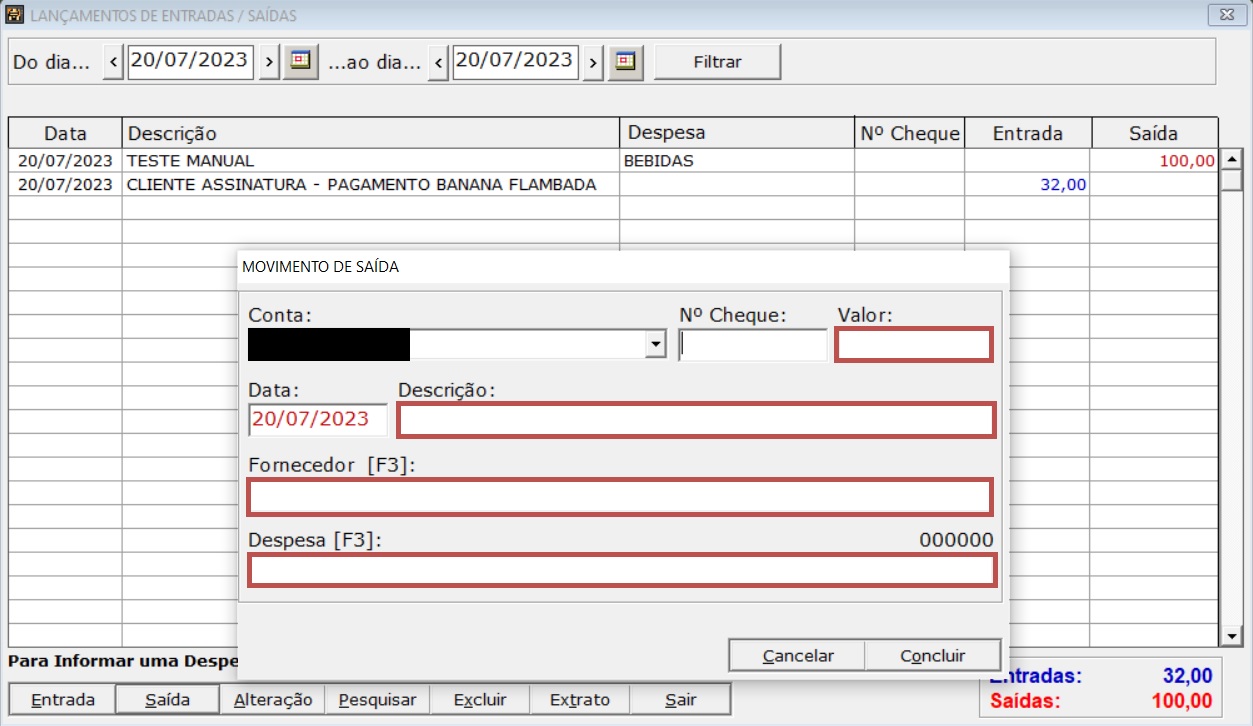 LANÇAMENTOS DE ENTRADAS / SAÍDAS
Do dia... < 20/07/2023 > ...ao dia... < 20/07/2023 > Filtrar
Data Descrição Despesa Nº Cheque Entrada Saída
20/07/2023 TESTE MANUAL BEBIDAS 100,00
20/07/2023 CLIENTE ASSINATURA - PAGAMENTO BANANA FLAMBADA 32,00
MOVIMENTO DE SAÍDA
Conta: Nº Cheque: Valor:
Data: Descrição:
20/07/2023
Fornecedor [F3]:
Despesa [F3]: 000000
Cancelar Concluir
Para Informar uma Despe
Entradas: 32,00
Saídas: 100,00
Entrada Saída Alteração Pesquisar Excluir Extrato Sair